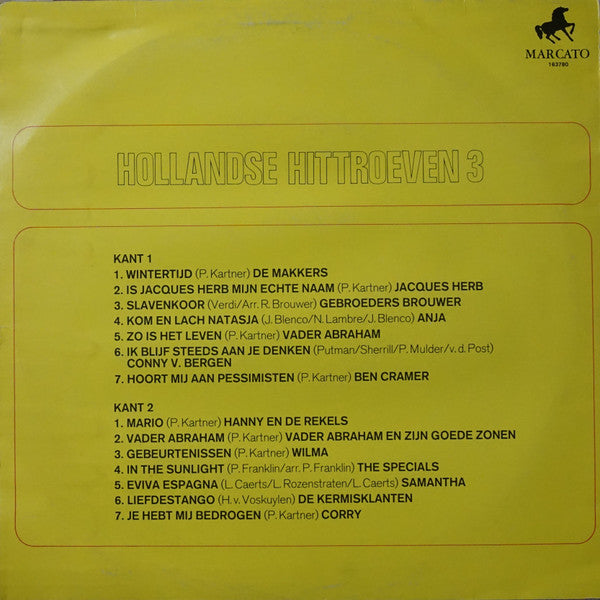 MARCATO
163780
HOLLANDSE HITTROEVEN 3
KANT 1
1. WINTERTIJD (P. Kartner) DE MAKKERS
2. IS JACQUES HERB MIJN ECHTE NAAM (P. Kartner) JACQUES HERB
3. SLAVENKOOR (Verdi/Arr. R. Brouwer) GEBROEDERS BROUWER
4. KOM EN LACH NATASJA (J. Blenco/N. Lambre/J. Blenco) ANJA
5. ZO IS HET LEVEN (P. Kartner) VADER ABRAHAM
6. IK BLIJF STEEDS AAN JE DENKEN (Putman/Sherrill/P. Mulder/v. d. Post)
CONNY V. BERGEN
7. HOORT MIJ AAN PESSIMISTEN (P. Kartner) BEN CRAMER
KANT 2
1. MARIO (P. Kartner) HANNY EN DE REKELS
2. VADER ABRAHAM (P. Kartner) VADER ABRAHAM EN ZIJN GOEDE ZONEN
3. GEBEURTENISSEN (P. Kartner) WILMA
4. IN THE SUNLIGHT (P. Franklin/arr. P. Franklin) THE SPECIALS
5. EVIVA ESPAGNA (L. Caerts/L. Rozenstraten/L. Caerts) SAMANTHA
6. LIEFDESTANGO (H. v. Voskuylen) DE KERMISKLANTEN
7. JE HEBT MIJ BEDROGEN (P. Kartner) CORRY